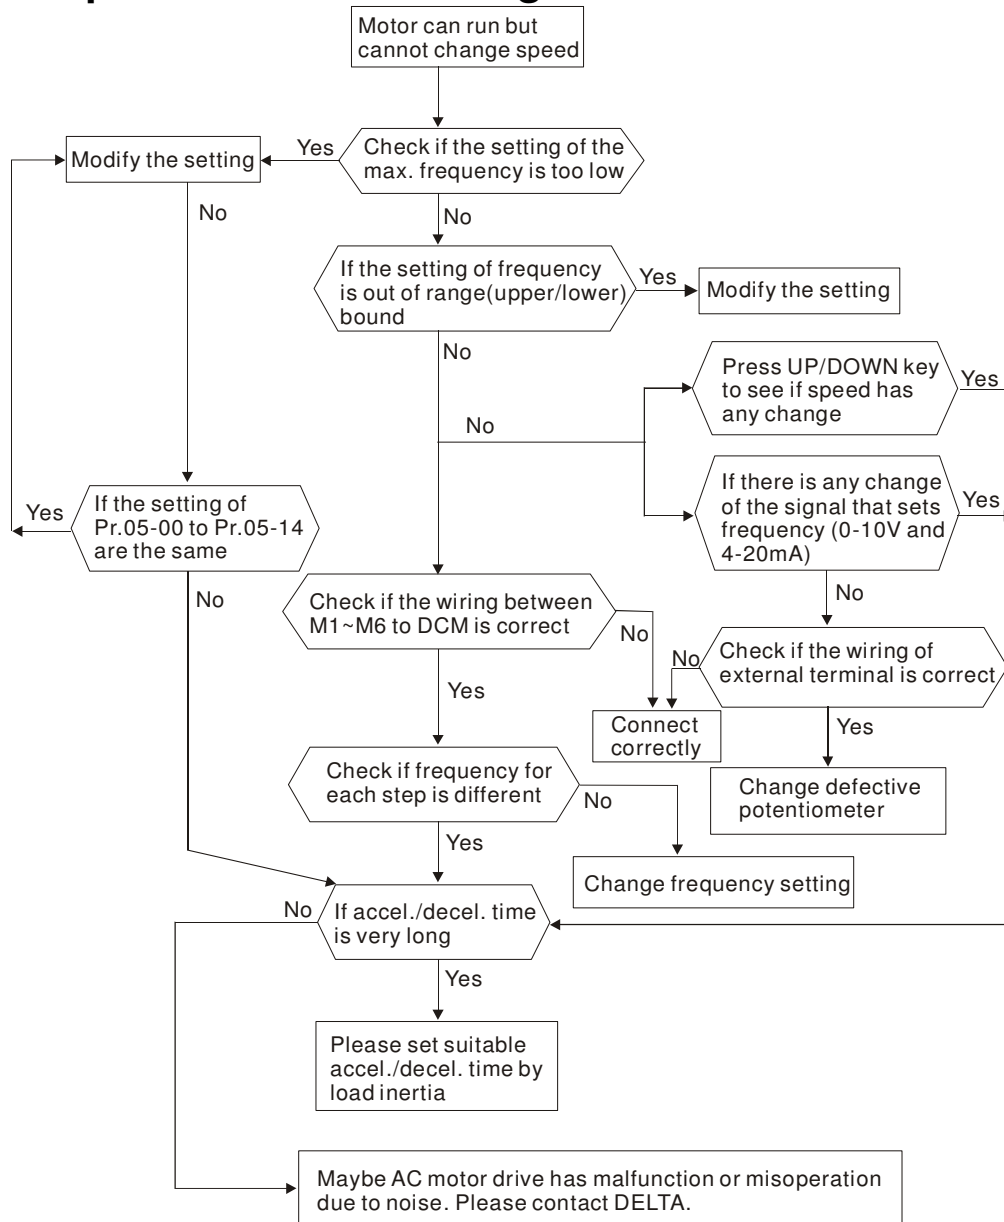 Motor can run but
cannot change speed
Yes
Check if the setting of the
max. frequency is too low
Modify the setting
No
No
If the setting of frequency
is out of range(upper/lower)
bound
Yes
Modify the setting
No
Press UP/DOWN key
to see if speed has
any change
Yes
No
If there is any change
of the signal that sets
frequency (0-10V and
4-20mA)
Yes
Yes
If the setting of
Pr.05-00 to Pr.05-14
are the same
No
No
Check if the wiring between
M1~M6 to DCM is correct
No
No
Check if the wiring of
external terminal is correct
Yes
Connect
correctly
Yes
Change defective
potentiometer
Check if frequency for
each step is different
No
Yes
Change frequency setting
No
If accel./decel. time
is very long
Yes
Please set suitable
accel./decel. time by
load inertia
Maybe AC motor drive has malfunction or misoperation
due to noise. Please contact DELTA.